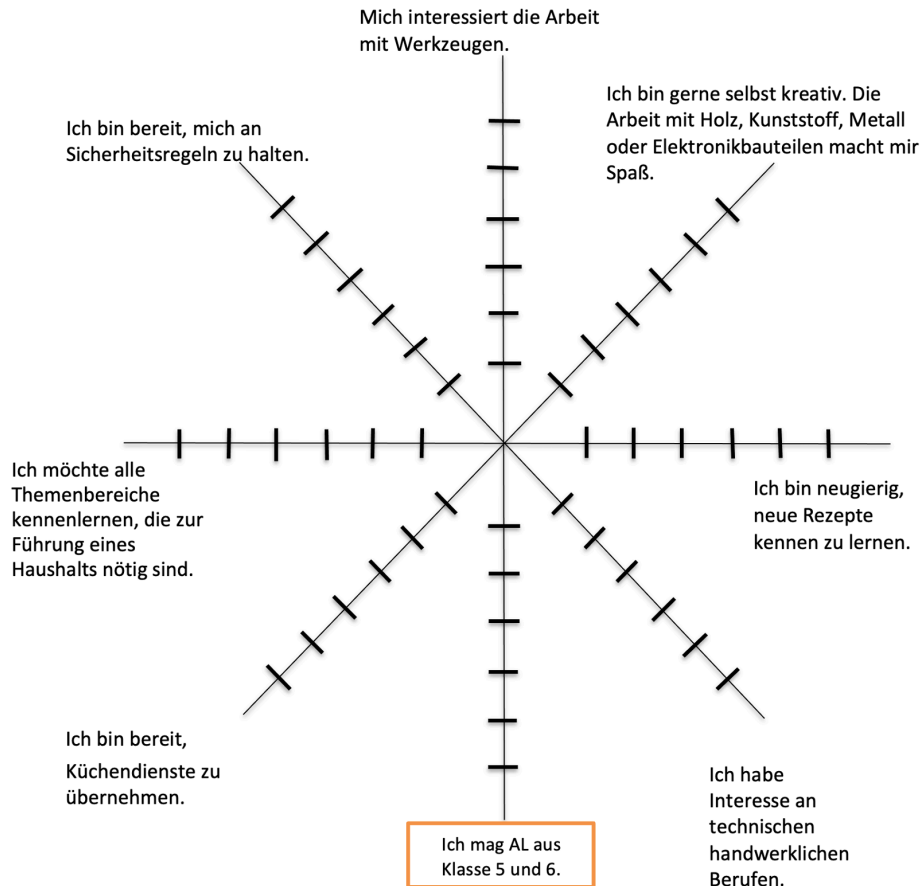 Mich interessiert die Arbeit
mit Werkzeugen.
Ich bin gerne selbst kreativ. Die
Arbeit mit Holz, Kunststoff, Metall
oder Elektronikbauteilen macht mir
Spaß.
Ich bin bereit, mich an
Sicherheitsregeln zu halten.
Ich möchte alle
Themenbereiche
kennenlernen, die zur
Führung eines
Haushalts nötig sind.
Ich bin neugierig,
neue Rezepte
kennen zu lernen.
Ich bin bereit,
Küchendienste zu
übernehmen.
Ich habe
Interesse an
technischen
handwerklichen
Berufen.
Ich mag AL aus
Klasse 5 und 6.